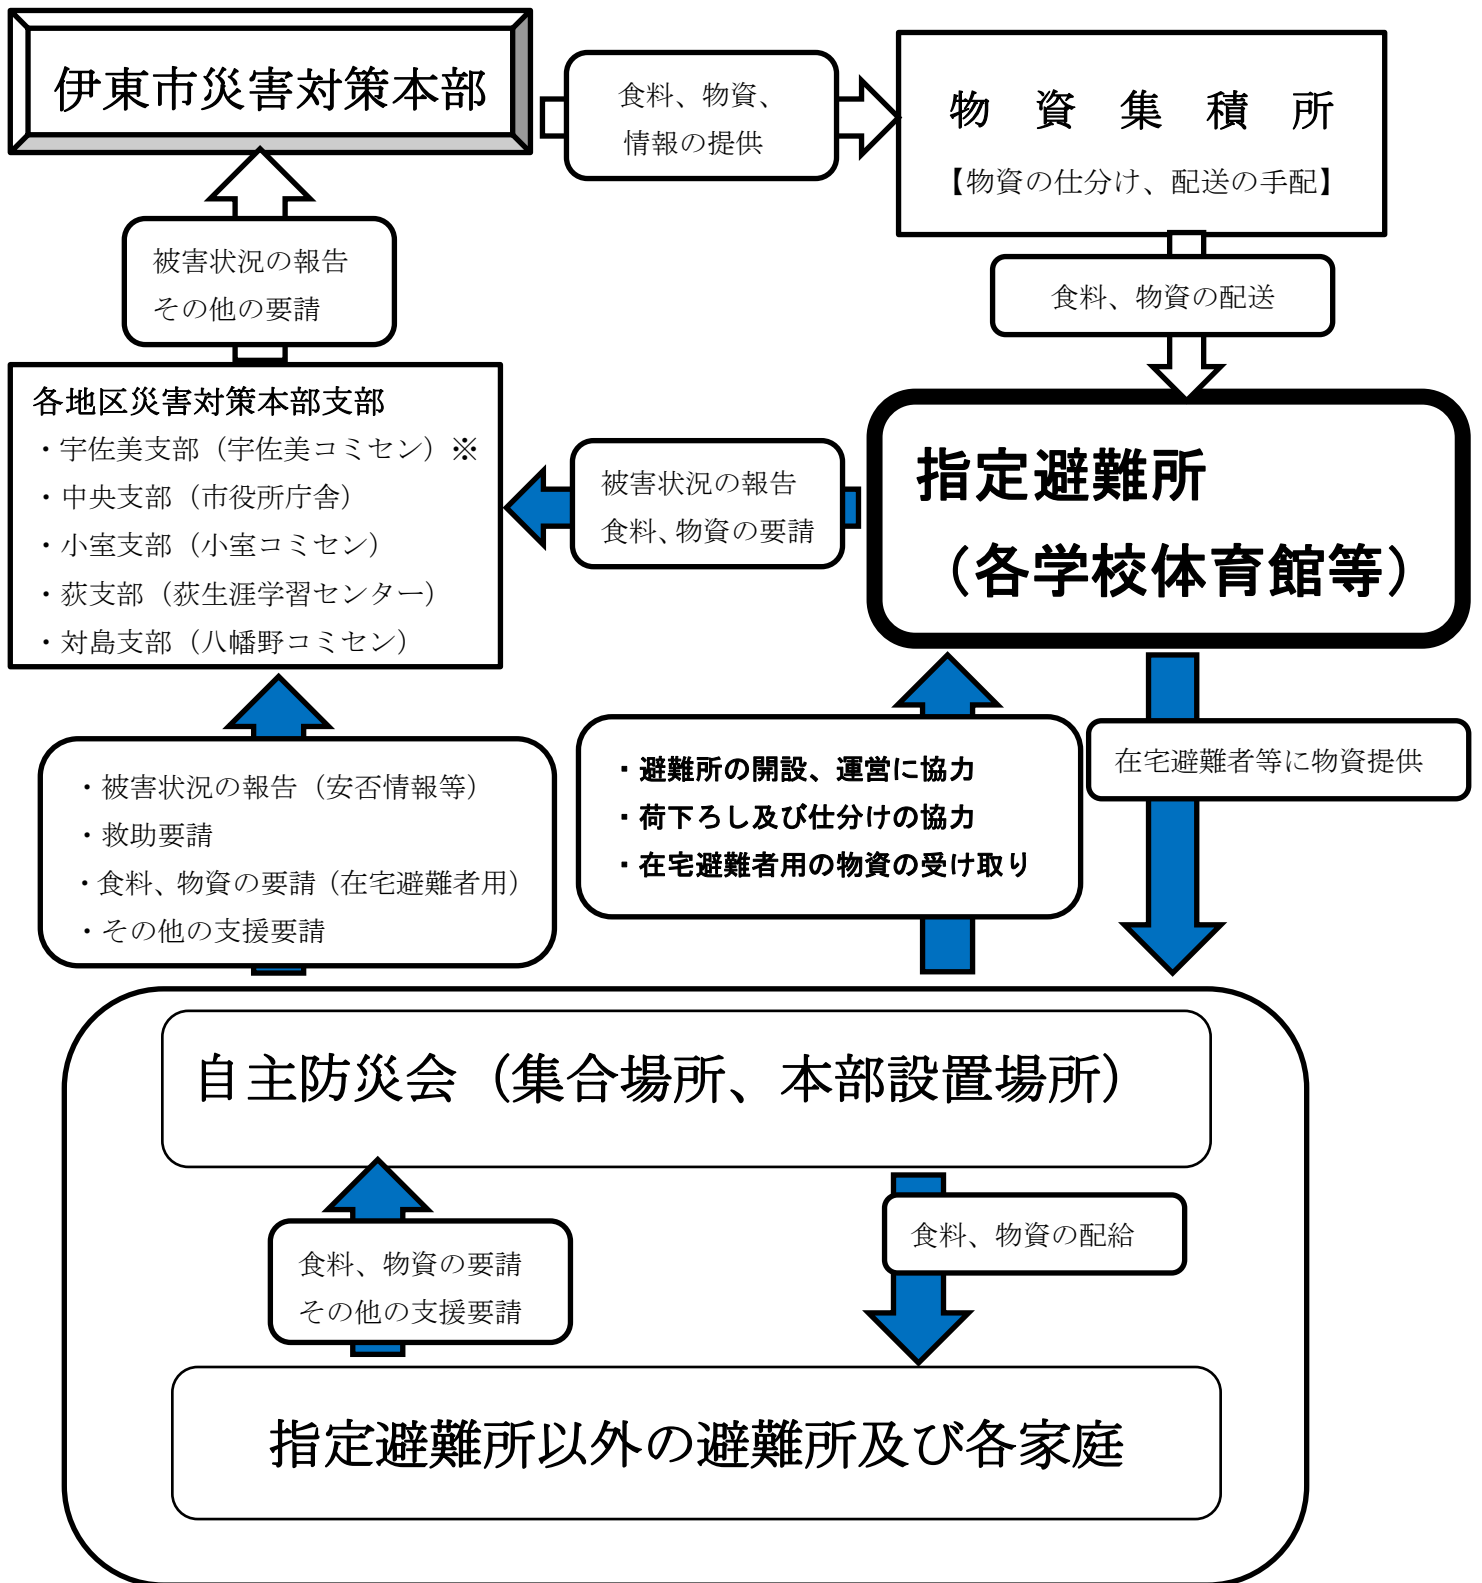 伊東市災害対策本部
食料、物資、
情報の提供
物資集積所
【物資の仕分け、配送の手配】
被害状況の報告
その他の要請
食料、物資の配送
各地区災害対策本部支部
・宇佐美支部（宇佐美コミセン）※
・中央支部（市役所庁舎）
・小室支部（小室コミセン）
・荻支部（荻生涯学習センター）
・対島支部（八幡野コミセン）
被害状況の報告
食料、物資の要請
指定避難所
（各学校体育館等）
・被害状況の報告（安否情報等）
・救助要請
・食料、物資の要請（在宅避難者用）
・その他の支援要請
・避難所の開設、運営に協力
・荷下ろし及び仕分けの協力
・在宅避難者用の物資の受け取り
在宅避難者等に物資提供
自主防災会（集合場所、本部設置場所）
食料、物資の要請
その他の支援要請
食料、物資の配給
指定避難所以外の避難所及び各家庭